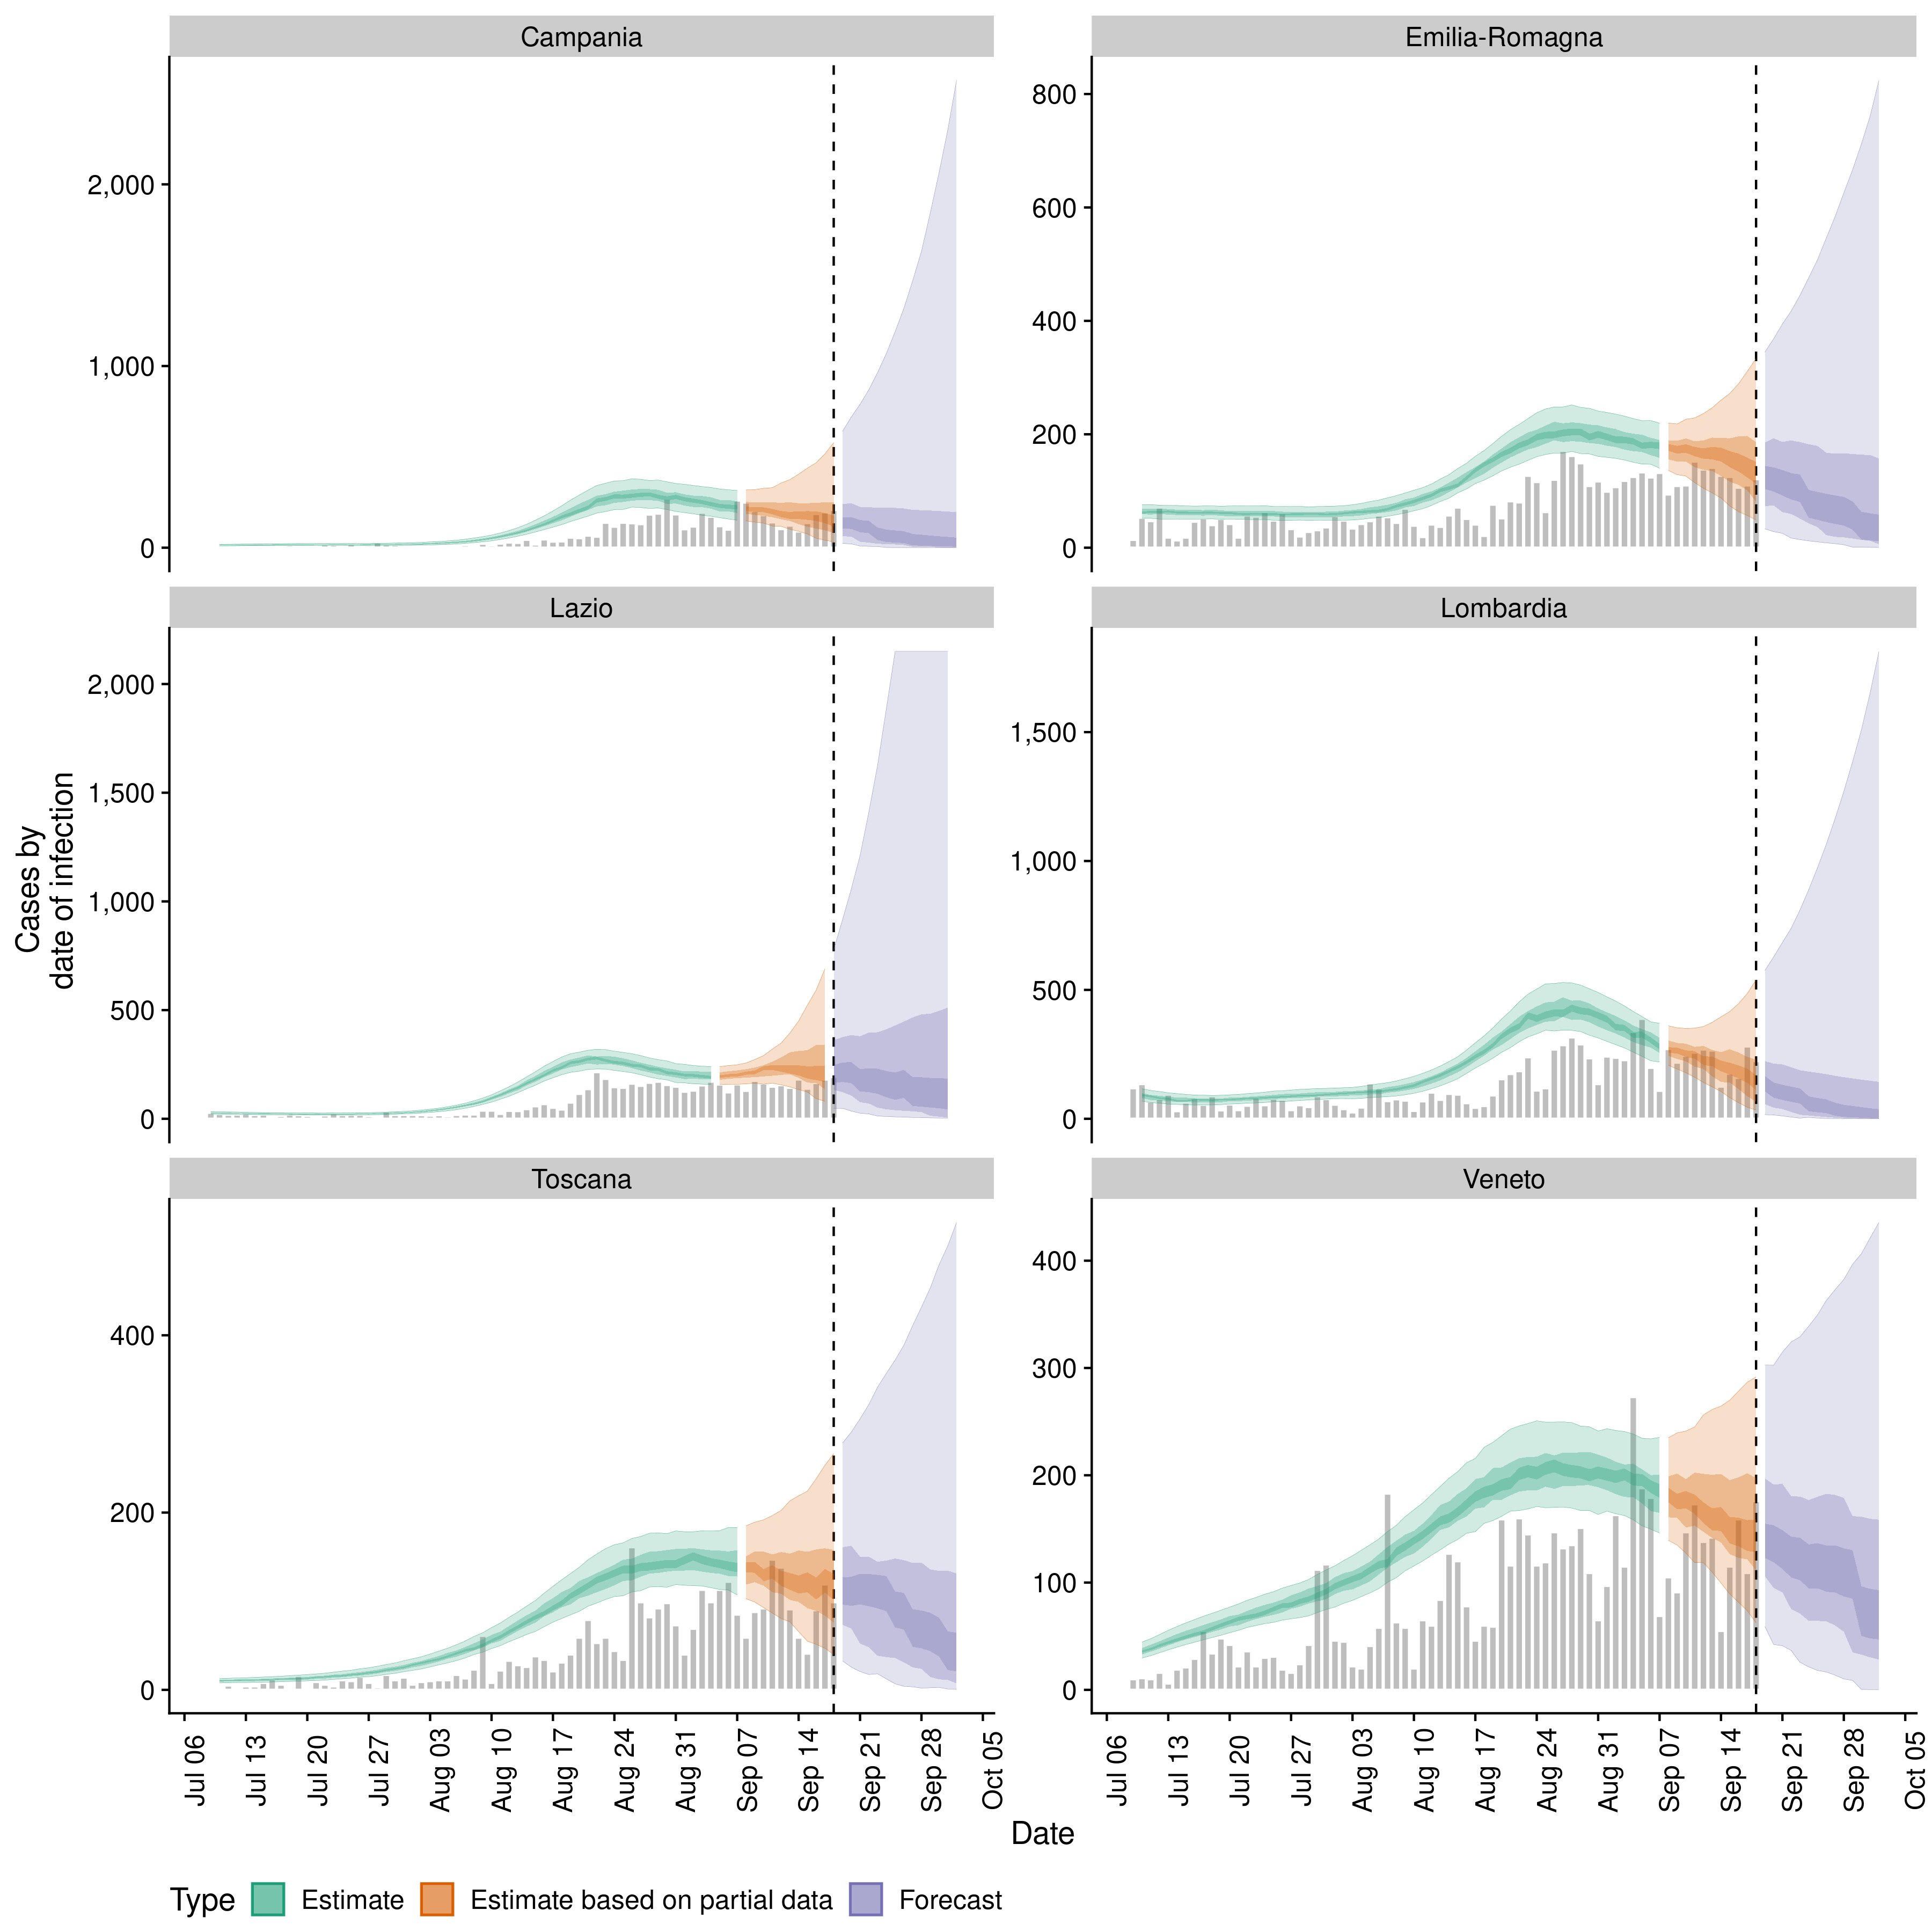 Campania
Emilia-Romagna
2,000
1,000
0
800
600
400
200
0
Lazio
Lombardia
2,000
1,500
1,000
500
0
1,500
1,000
500
0
Cases by
date of infection
Toscana
Veneto
400
200
0
400
300
200
100
0
Jul 06
Jul 13
Jul 20
Jul 27
Aug 03
Aug 10
Aug 17
Aug 24
Aug 31
Sep 07
Sep 14
Sep 21
Sep 28
Oct 05
Jul 06
Jul 13
Jul 20
Jul 27
Aug 03
Aug 10
Aug 17
Aug 24
Aug 31
Sep 07
Sep 14
Sep 21
Sep 28
Oct 05
Date
Type Estimate Estimate based on partial data Forecast